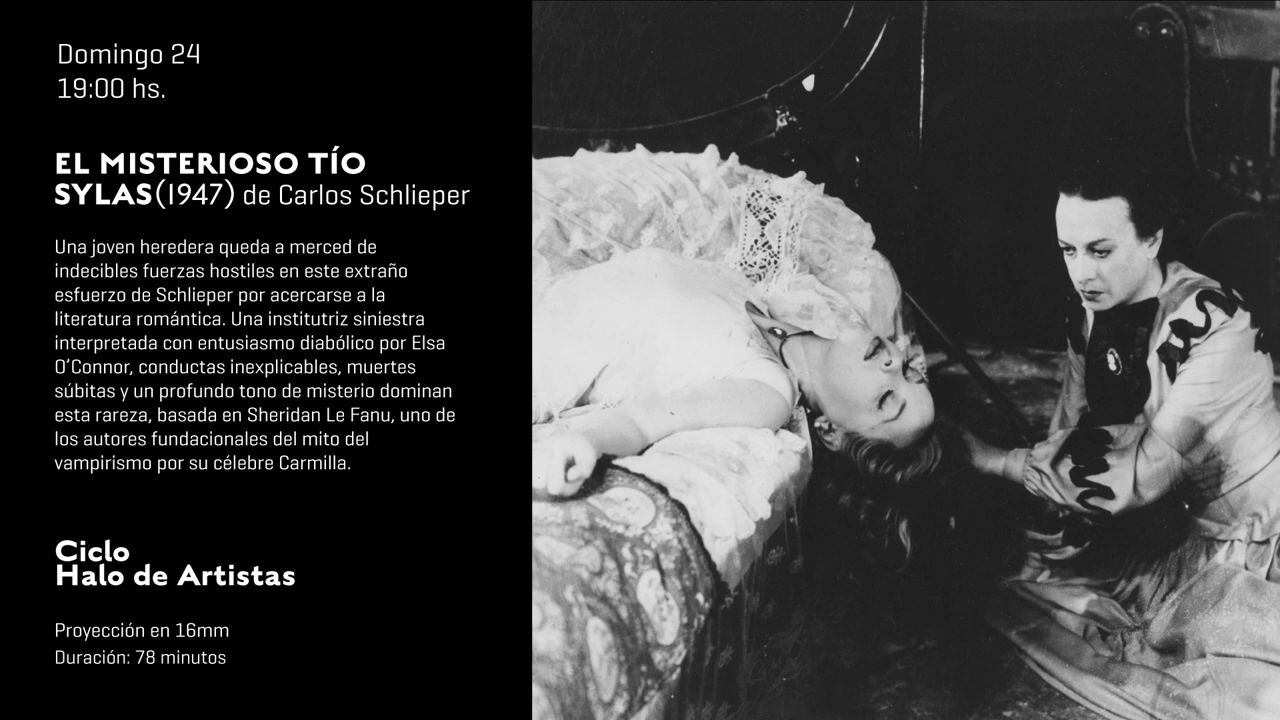 Domingo 24
19:00 hs.
EL MISTERIOSO TÍO
SYLAS (1947) de Carlos Schlieper
Una joven heredera queda a merced de
indecibles fuerzas hostiles en este extraño
esfuerzo de Schlieper por acercarse a la
literatura romántica. Una institutriz siniestra
interpretada con entusiasmo diabólico por Elsa
O’Connor, conductas inexplicables, muertes
súbitas y un profundo tono de misterio dominan
esta rareza, basada en Sheridan Le Fanu, uno de
los autores fundacionales del mito del
vampirismo por su célebre Carmilla.
Ciclo
Halo de Artistas
Proyección en 16mm
Duración: 78 minutos